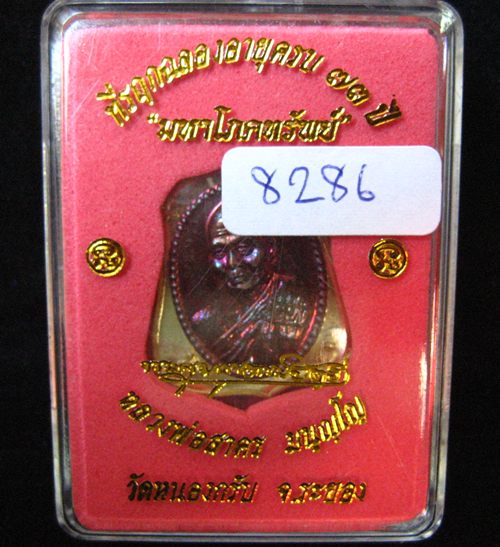 ที่รฤกฉลองอายุครบ ๗๓ ปี
"มหาโภคทรัพย์"
8286
หลวงพ่อสาคร มนุญฺโญ
วัดหนองกรับ จ.ระยอง